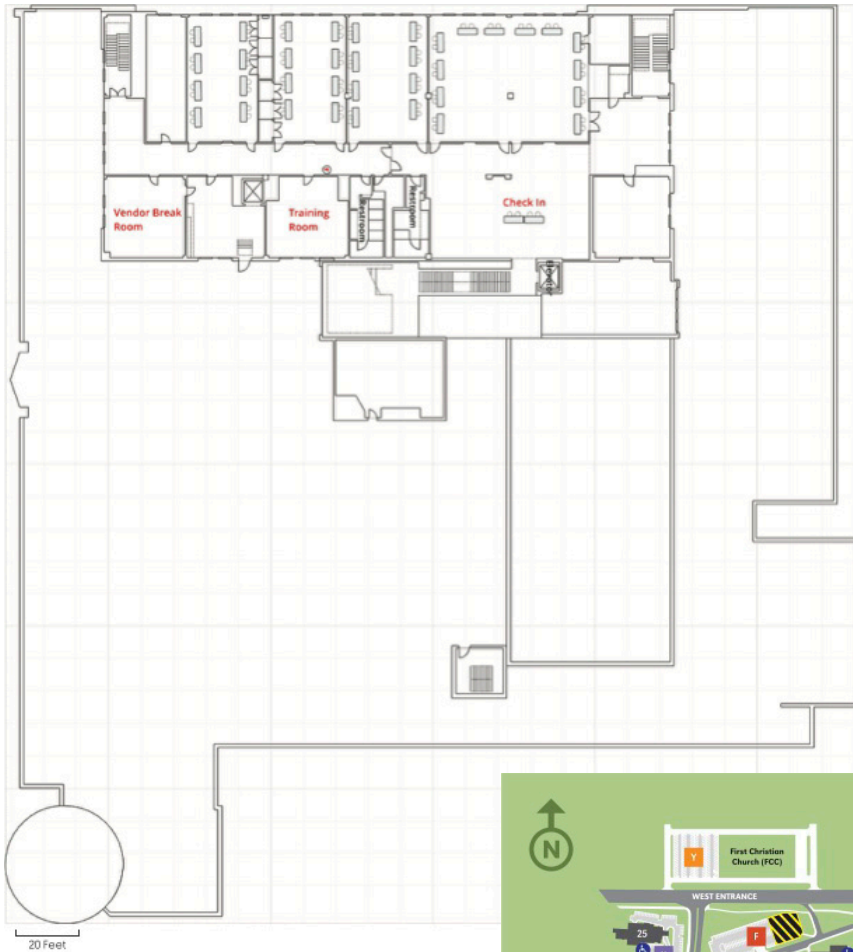 Vendor Break
Room
Training
Room
Restroom
Restroom
Check In
Elevator
20 Feet
N
Y
First Christian
Church (FCC)
WEST ENTRANCE
25
F